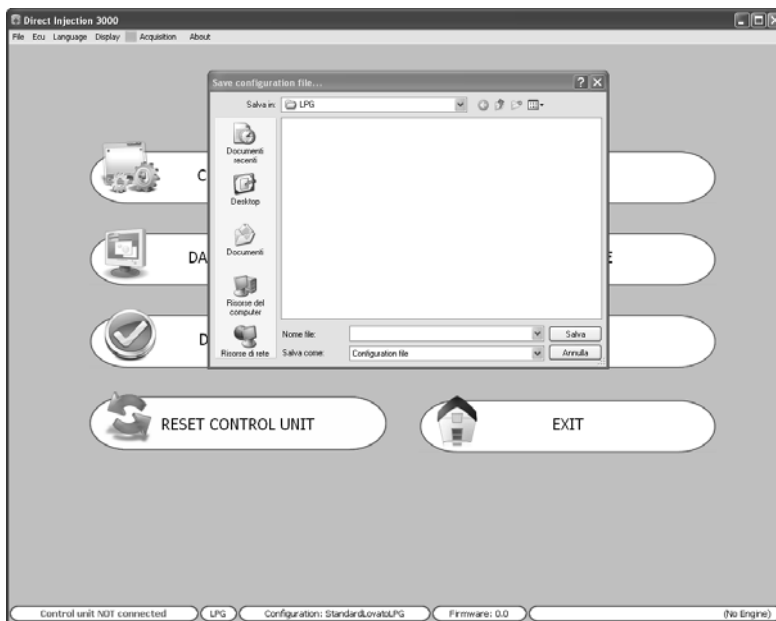 Direct Injection 3000
File Ecu Language Display Acquisition About
Save configuration file...
Salva in: LPG
Documenti recenti
Desktop
Documenti
Risorse del computer
Risorse di rete
Nome file:
Salva
Salva come: Configuration file
Annulla
C
DA
E
D
RESET CONTROL UNIT
EXIT
Control unit NOT connected
LPG
Configuration: StandardLovatoLPG
Firmware: 0.0
(No Engine)